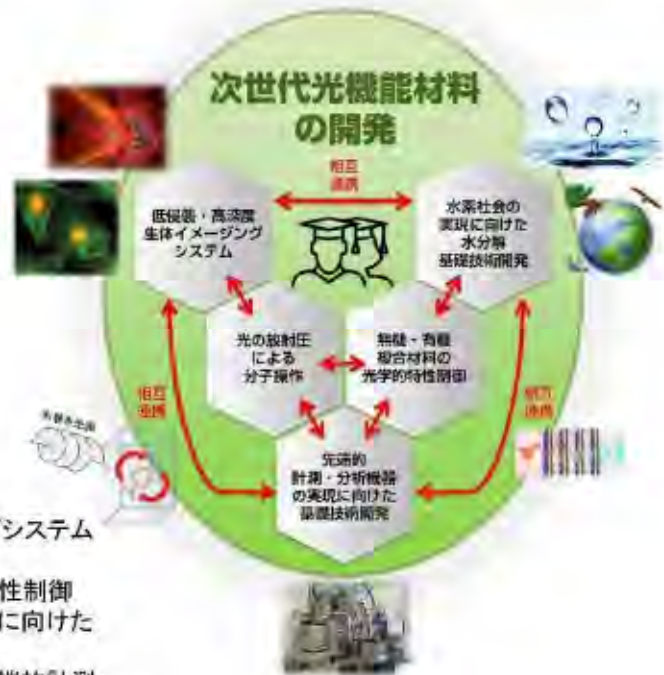 次世代光機能材料
の開発
相互
連携
低侵襲・高深度
生体イメージング
システム
水素社会の
実現に向けた
水分解
基礎技術開発
光の放射圧
による
分子操作
無機・有機
複合材料の
光学的特性制御
相互
連携
相互
連携
先端的
計測・分析機器
の実現に向けた
基礎技術開発
システム
性制御
に向けた